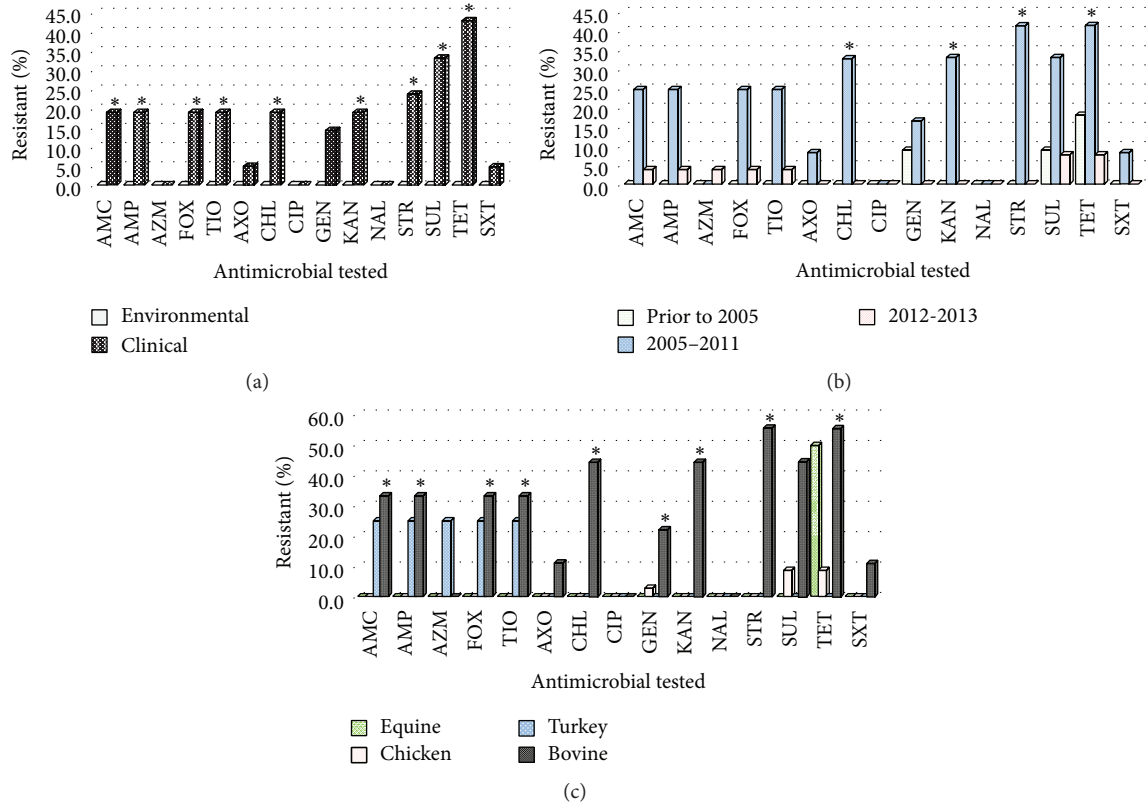 45.0
40.0
35.0
30.0
25.0
20.0
15.0
10.0
5.0
0.0
Resistant (%)
* * * * * * * * *
AMC AMP AZM FOX TIO AXO CHL CIP GEN KAN NAL STR SUL TET SXT
Antimicrobial tested
Environmental
Clinical
(a)
45.0
40.0
35.0
30.0
25.0
20.0
15.0
10.0
5.0
0.0
Resistant (%)
* * * *
AMC AMP AZM FOX TIO AXO CHL CIP GEN KAN NAL STR SUL TET SXT
Antimicrobial tested
Prior to 2005 2012-2013
2005–2011
(b)
60.0
50.0
40.0
30.0
20.0
10.0
0.0
Resistant (%)
* * * * * * * * *
AMC AMP AZM FOX TIO AXO CHL CIP GEN KAN NAL STR SUL TET SXT
Antimicrobial tested
Equine Turkey
Chicken Bovine
(c)